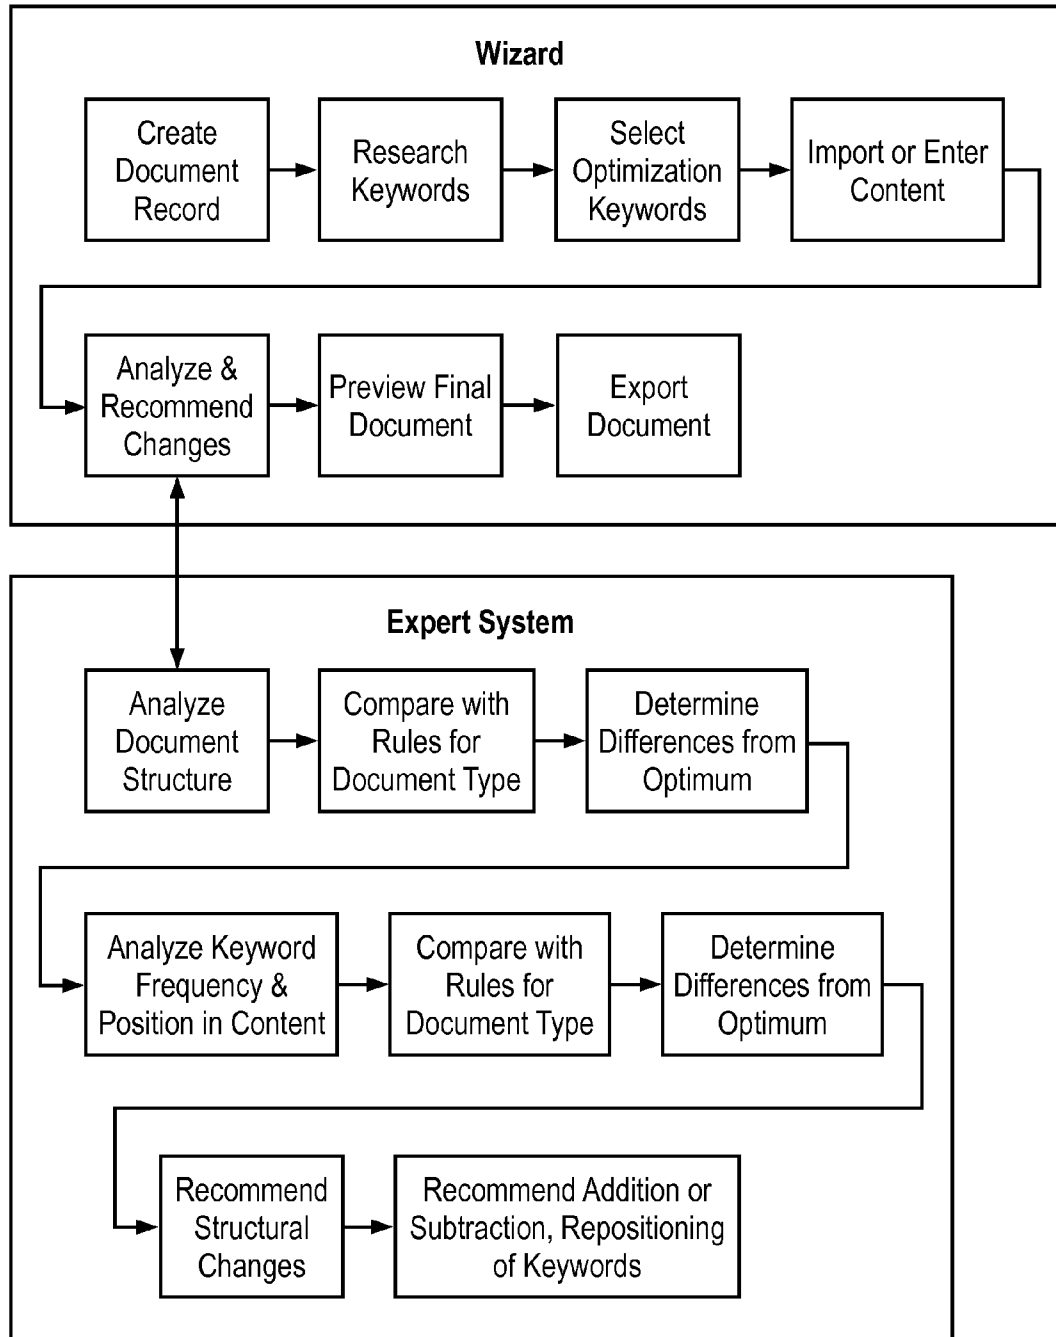 Wizard
Create
Document
Record
Research
Keywords
Select
Optimization
Keywords
Import or Enter
Content
Analyze &
Recommend
Changes
Preview Final
Document
Export
Document
Expert System
Analyze
Document
Structure
Compare with
Rules for
Document Type
Determine
Differences from
Optimum
Analyze Keyword
Frequency &
Position in Content
Compare with
Rules for
Document Type
Determine
Differences from
Optimum
Recommend
Structural
Changes
Recommend Addition or
Subtraction, Repositioning
of Keywords